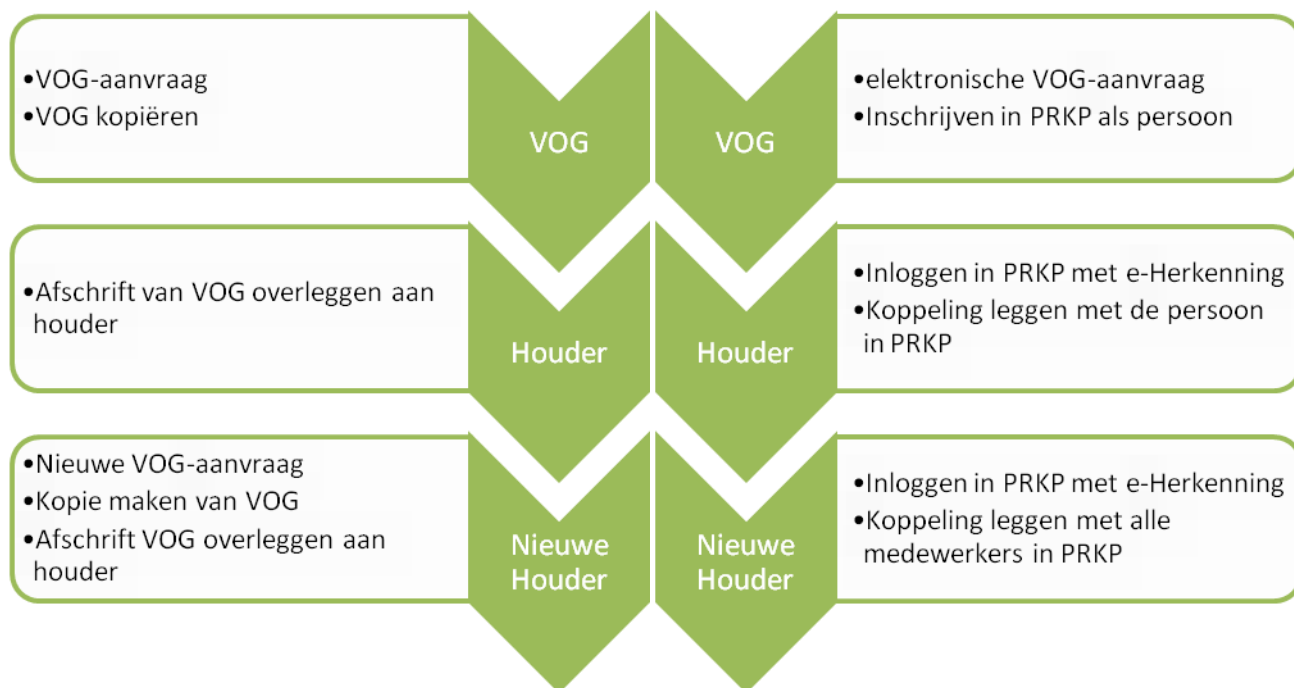 •VOG-aanvraag
•VOG kopiëren
VOG
VOG
•elektronische VOG-aanvraag
•Inschrijven in PRKP als persoon
•Afschrift van VOG overleggen aan
houder
Houder
Houder
•Inloggen in PRKP met e-Herkenning
•Koppeling leggen met de persoon
in PRKP
•Nieuwe VOG-aanvraag
•Kopie maken van VOG
•Afschrift VOG overleggen aan
houder
Nieuwe
Houder
Nieuwe
Houder
•Inloggen in PRKP met e-Herkenning
•Koppeling leggen met alle
medewerkers in PRKP